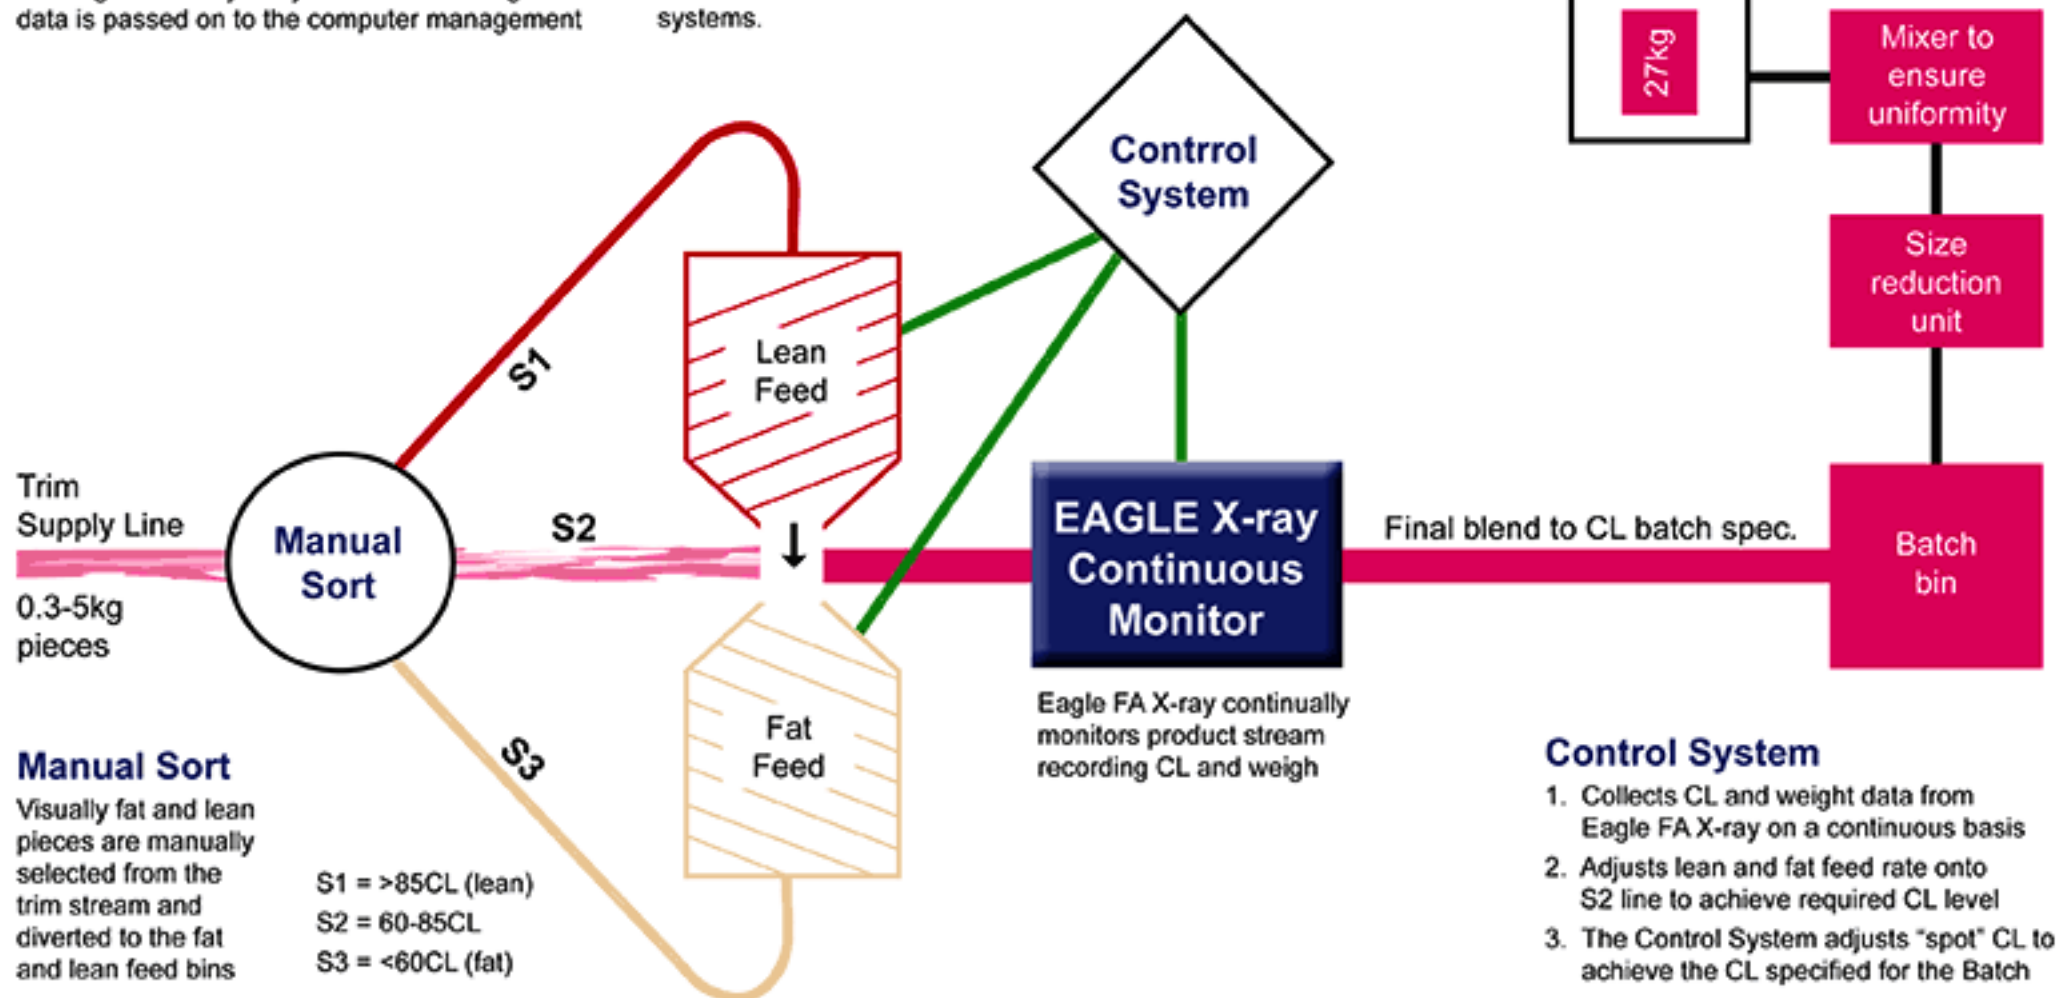 data is passed on to the computer management
systems.
27kg
Mixer to
ensure
uniformity
Contrrol
System
Size
reduction
unit
S1
Lean
Feed
Trim
Supply Line
0.3-5kg
pieces
Manual
Sort
S2
EAGLE X-ray
Continuous
Monitor
Final blend to CL batch spec.
Batch
bin
Eagle FA X-ray continually
monitors product stream
recording CL and weigh
S3
Fat
Feed
Manual Sort
Visually fat and lean
pieces are manually
selected from the
trim stream and
diverted to the fat
and lean feed bins
S1 = >85CL (lean)
S2 = 60-85CL
S3 = <60CL (fat)
Control System
1. Collects CL and weight data from
Eagle FA X-ray on a continuous basis
2. Adjusts lean and fat feed rate onto
S2 line to achieve required CL level
3. The Control System adjusts “spot” CL to
achieve the CL specified for the Batch